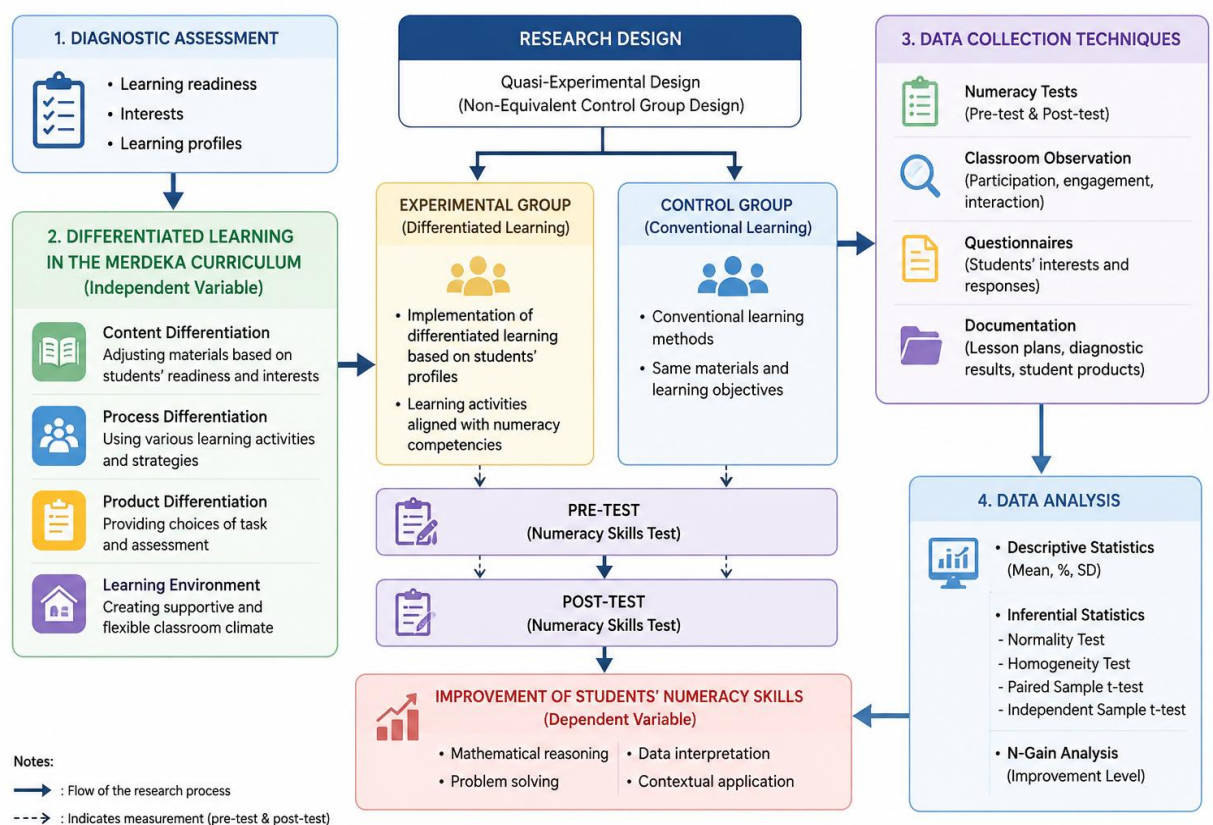 1. DIAGNOSTIC ASSESSMENT
• Learning readiness
• Interests
• Learning profiles
2. DIFFERENTIATED LEARNING
IN THE MERDEKA CURRICULUM
(Independent Variable)
Content Differentiation
Adjusting materials based on
students' readiness and interests
Process Differentiation
Using various learning activities
and strategies
Product Differentiation
Providing choices of task
and assessment
Learning Environment
Creating supportive and
flexible classroom climate
RESEARCH DESIGN
Quasi-Experimental Design
(Non-Equivalent Control Group Design)
EXPERIMENTAL GROUP
(Differentiated Learning)
• Implementation of
differentiated learning
based on students'
profiles
• Learning activities
aligned with numeracy
competencies
CONTROL GROUP
(Conventional Learning)
• Conventional learning
methods
• Same materials and
learning objectives
PRE-TEST
(Numeracy Skills Test)
POST-TEST
(Numeracy Skills Test)
IMPROVEMENT OF STUDENTS' NUMERACY SKILLS
(Dependent Variable)
• Mathematical reasoning
• Problem solving
• Data interpretation
• Contextual application
3. DATA COLLECTION TECHNIQUES
Numeracy Tests
(Pre-test & Post-test)
Classroom Observation
(Participation, engagement,
interaction)
Questionnaires
(Students' interests and
responses)
Documentation
(Lesson plans, diagnostic
results, student products)
4. DATA ANALYSIS
• Descriptive Statistics
(Mean, %, SD)
• Inferential Statistics
- Normality Test
- Homogeneity Test
- Paired Sample t-test
- Independent Sample t-test
• N-Gain Analysis
(Improvement Level)
Notes:
: Flow of the research process
: Indicates measurement (pre-test & post-test)